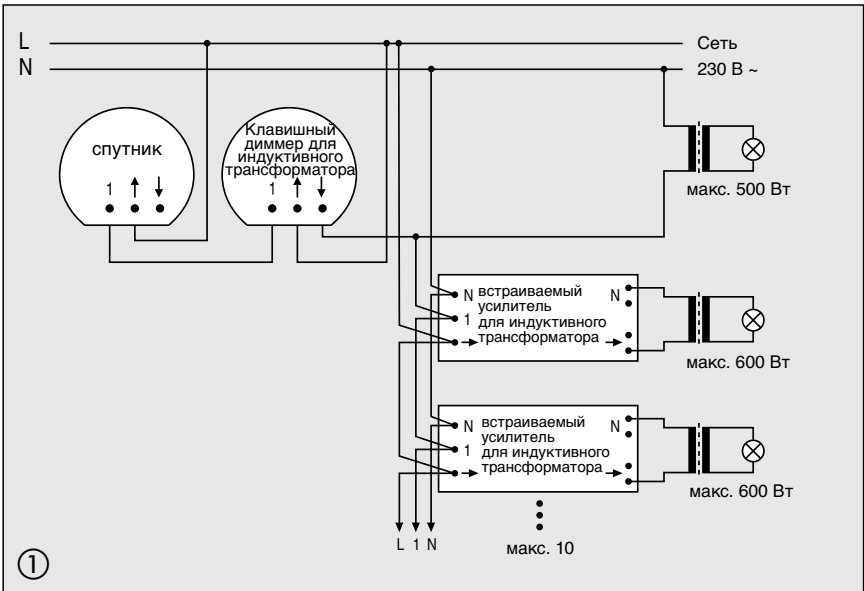 L
Сеть
N
230 В ~
спутник
1
Клавишный
диммер для
индуктивного
трансформатора
1
макс. 500 Вт
N встраиваемый N
усилитель
1 для индуктивного
трансформатора
макс. 600 Вт
N встраиваемый N
усилитель
1 для индуктивного
трансформатора
макс. 600 Вт
L 1 N
макс. 10
1